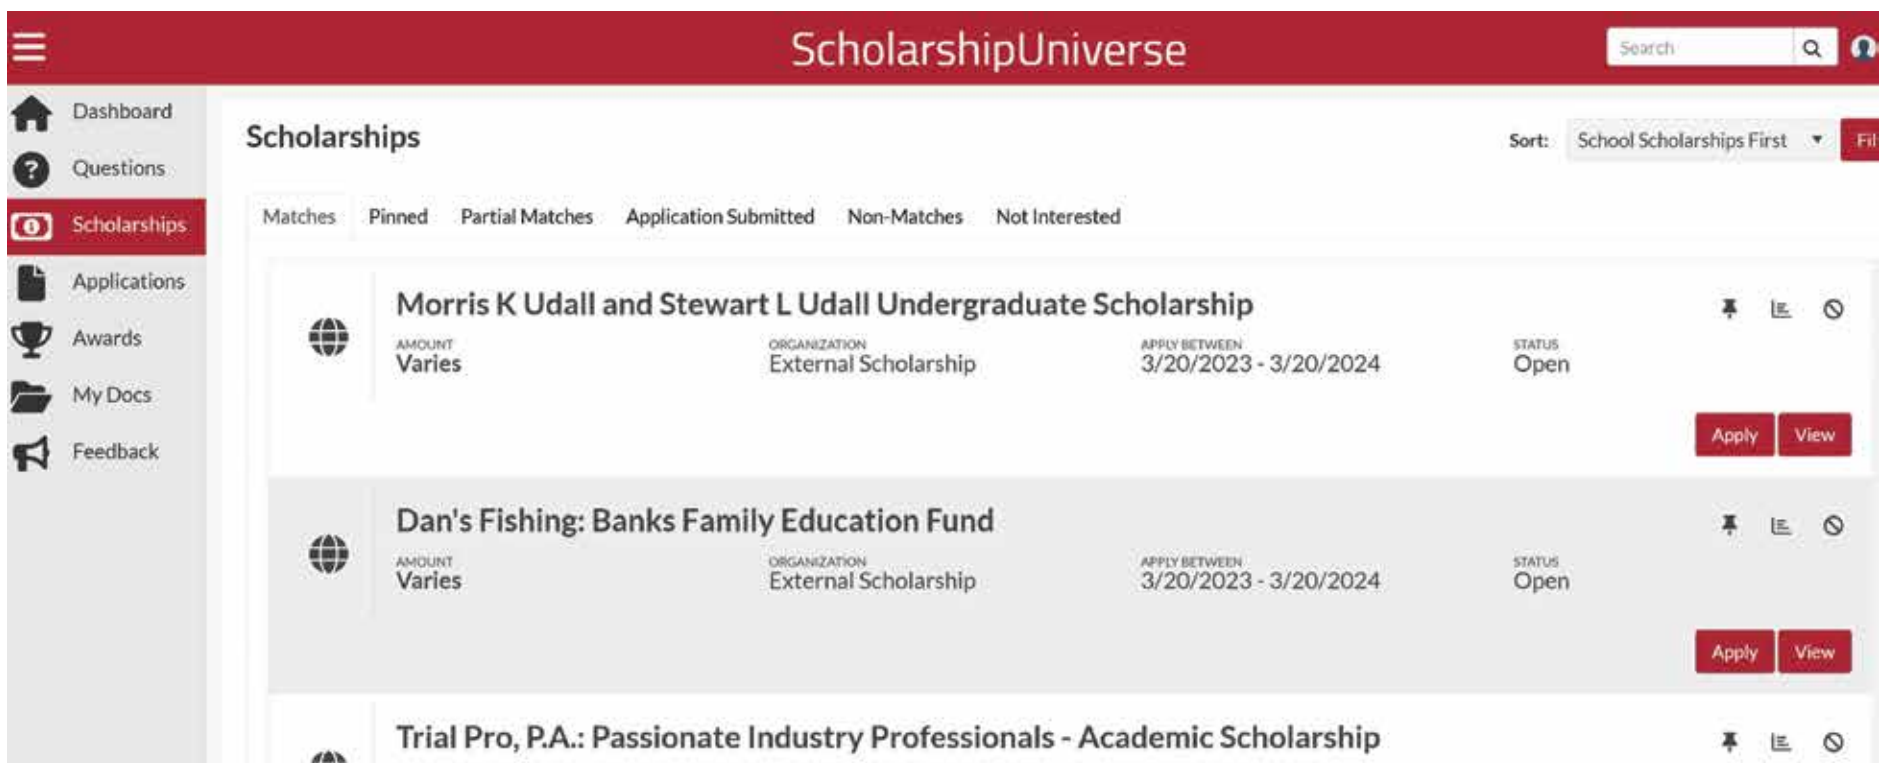 ScholarshipUniverse
Search
Dashboard
Questions
Scholarships
Applications
Awards
My Docs
Feedback
Scholarships
Sort: School Scholarships First
Fil
Matches Pinned Partial Matches Application Submitted Non-Matches Not Interested
Morris K Udall and Stewart L Udall Undergraduate Scholarship
AMOUNT ORGANIZATION APPLY BETWEEN STATUS
Varies External Scholarship 3/20/2023 - 3/20/2024 Open
Apply View
Dan's Fishing: Banks Family Education Fund
AMOUNT ORGANIZATION APPLY BETWEEN STATUS
Varies External Scholarship 3/20/2023 - 3/20/2024 Open
Apply View
Trial Pro, P.A.: Passionate Industry Professionals - Academic Scholarship